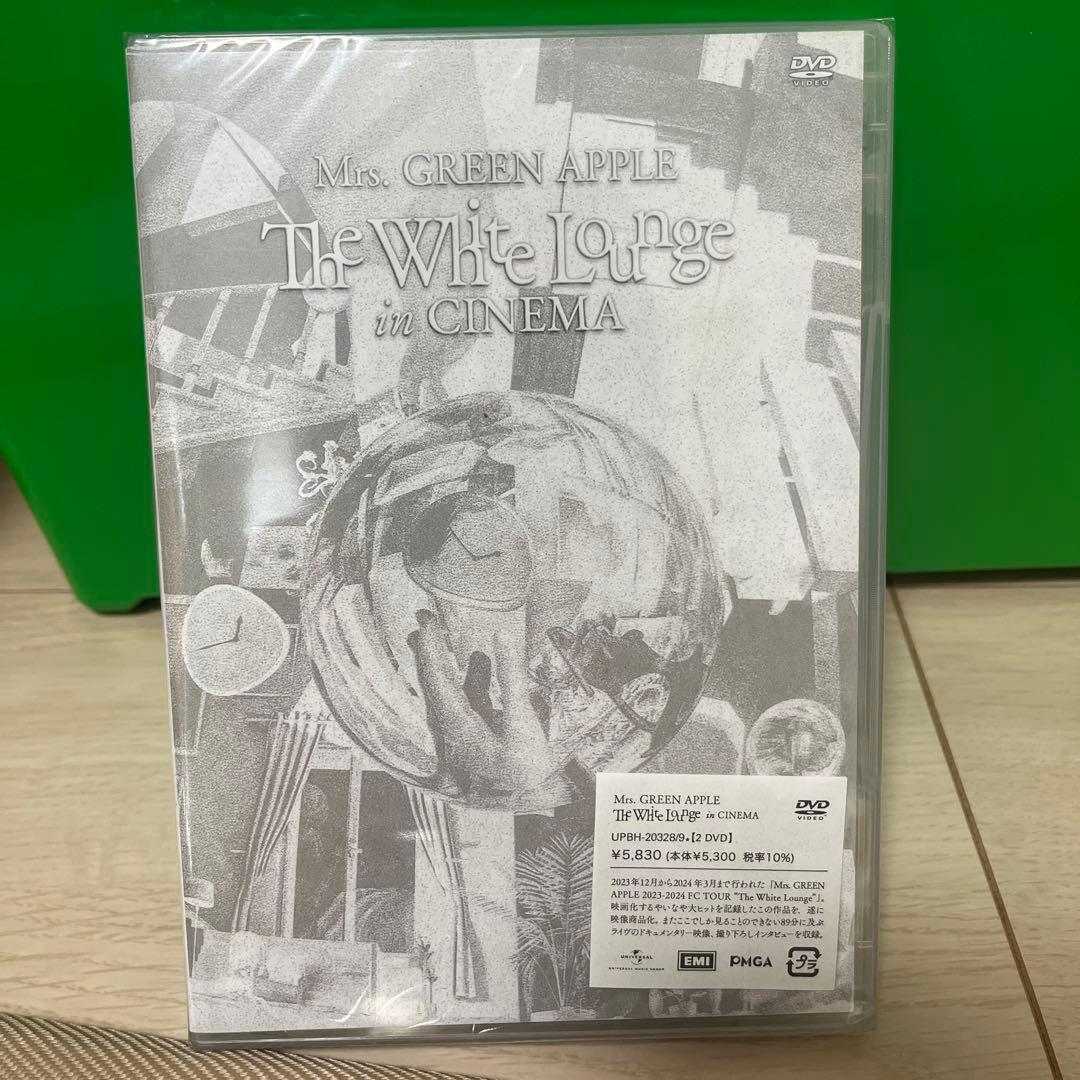 DVD
VIDEO
Mrs. GREEN APPLE
The White Lounge
in CINEMA
Mrs. GREEN APPLE
The White Lounge in CINEMA
DVD
VIDEO
UPBH-20328/9●【2 DVD】
¥5,830 (本体¥5,300 税率10%)
2023年12月から2024年3月まで行われた『Mrs. GREEN
APPLE 2023-2024 FC TOUR “The White Lounge”』。
映画化するやいなや大ヒットを記録したこの作品を、遂に
映像商品化。またここでしか見ることのできない89分に及ぶ
ライヴのドキュメンタリー映像、撮り下ろしインタビューを収録。
UNIVERSAL
UNIVERSAL MUSIC GROUP
EMI
PMGA
プラ